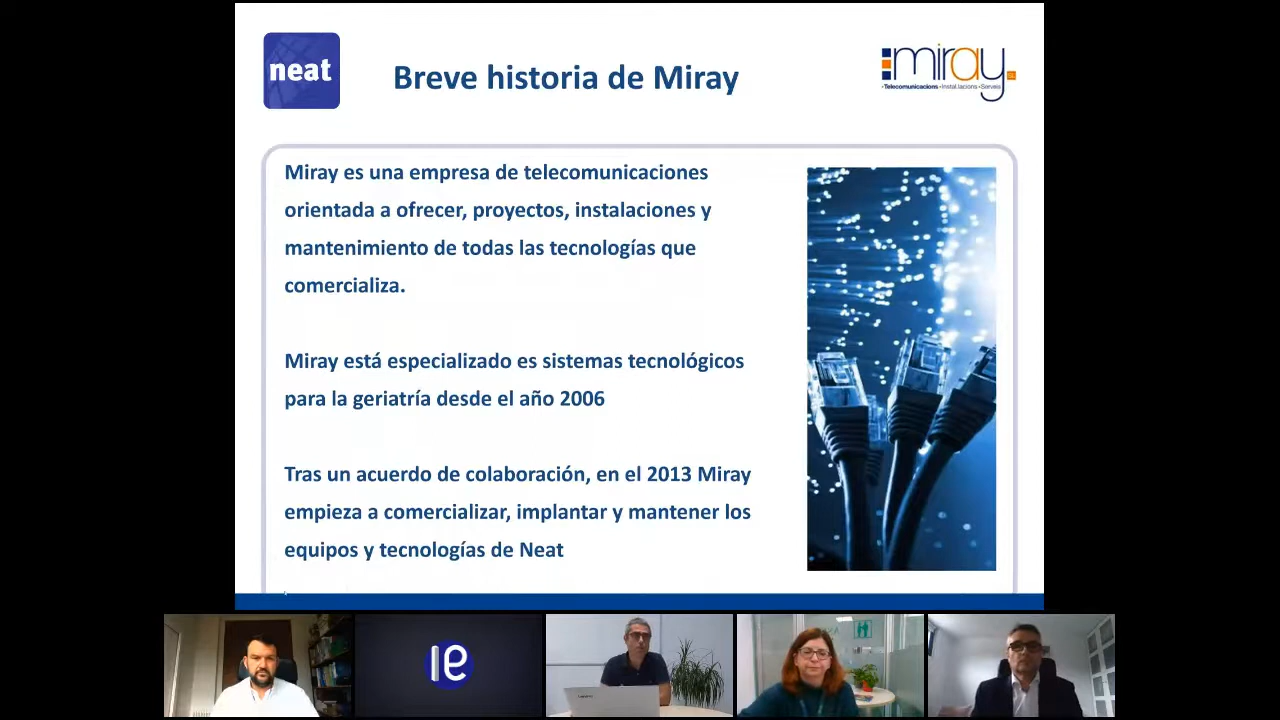 neat
Breve historia de Miray
miray.
•Telecomunicacions •Instal.lacions •Serveis
Miray es una empresa de telecomunicaciones
orientada a ofrecer, proyectos, instalaciones y
mantenimiento de todas las tecnologías que
comercializa.
Miray está especializado es sistemas tecnológicos
para la geriatría desde el año 2006
Tras un acuerdo de colaboración, en el 2013 Miray
empieza a comercializar, implantar y mantener los
equipos y tecnologías de Neat
ie